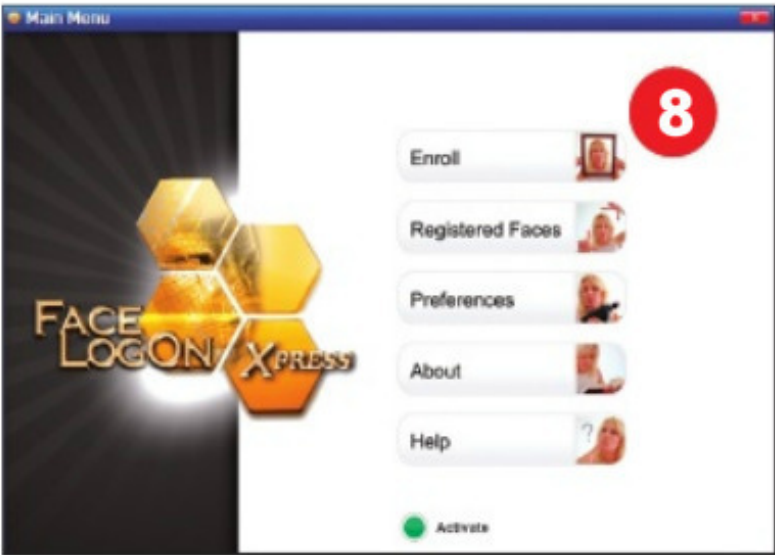 Main Menu
8
Enroll
Registered Faces
Preferences
About
Help
FACE
LOGON XPRESS
Activate
?